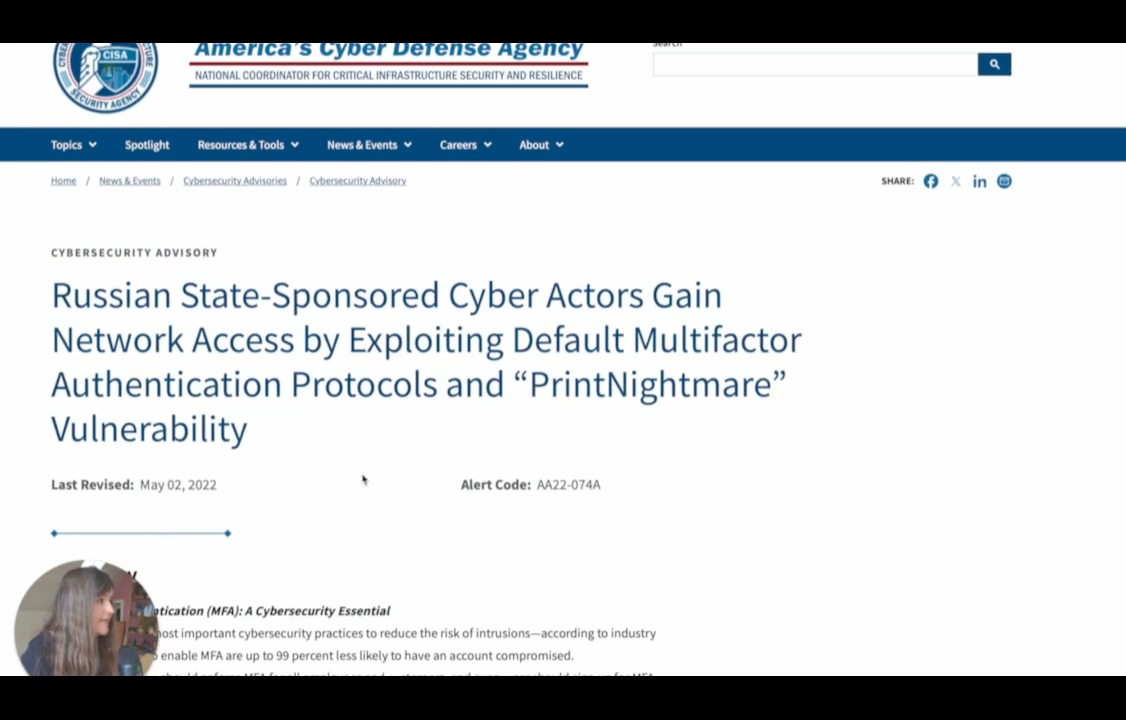 America's Cyber Defense Agency
NATIONAL COORDINATOR FOR CRITICAL INFRASTRUCTURE SECURITY AND RESILIENCE
CISA
SECURITY AGENCY
Search
Topics
Spotlight
Resources & Tools
News & Events
Careers
About
Home / News & Events / Cybersecurity Advisories / Cybersecurity Advisory
SHARE:
CYBERSECURITY ADVISORY
Russian State-Sponsored Cyber Actors Gain
Network Access by Exploiting Default Multifactor
Authentication Protocols and “PrintNightmare”
Vulnerability
Last Revised: May 02, 2022
Alert Code: AA22-074A
(MFA): A Cybersecurity Essential
important cybersecurity practices to reduce the risk of intrusions—according to industry
enable MFA are up to 99 percent less likely to have an account compromised.